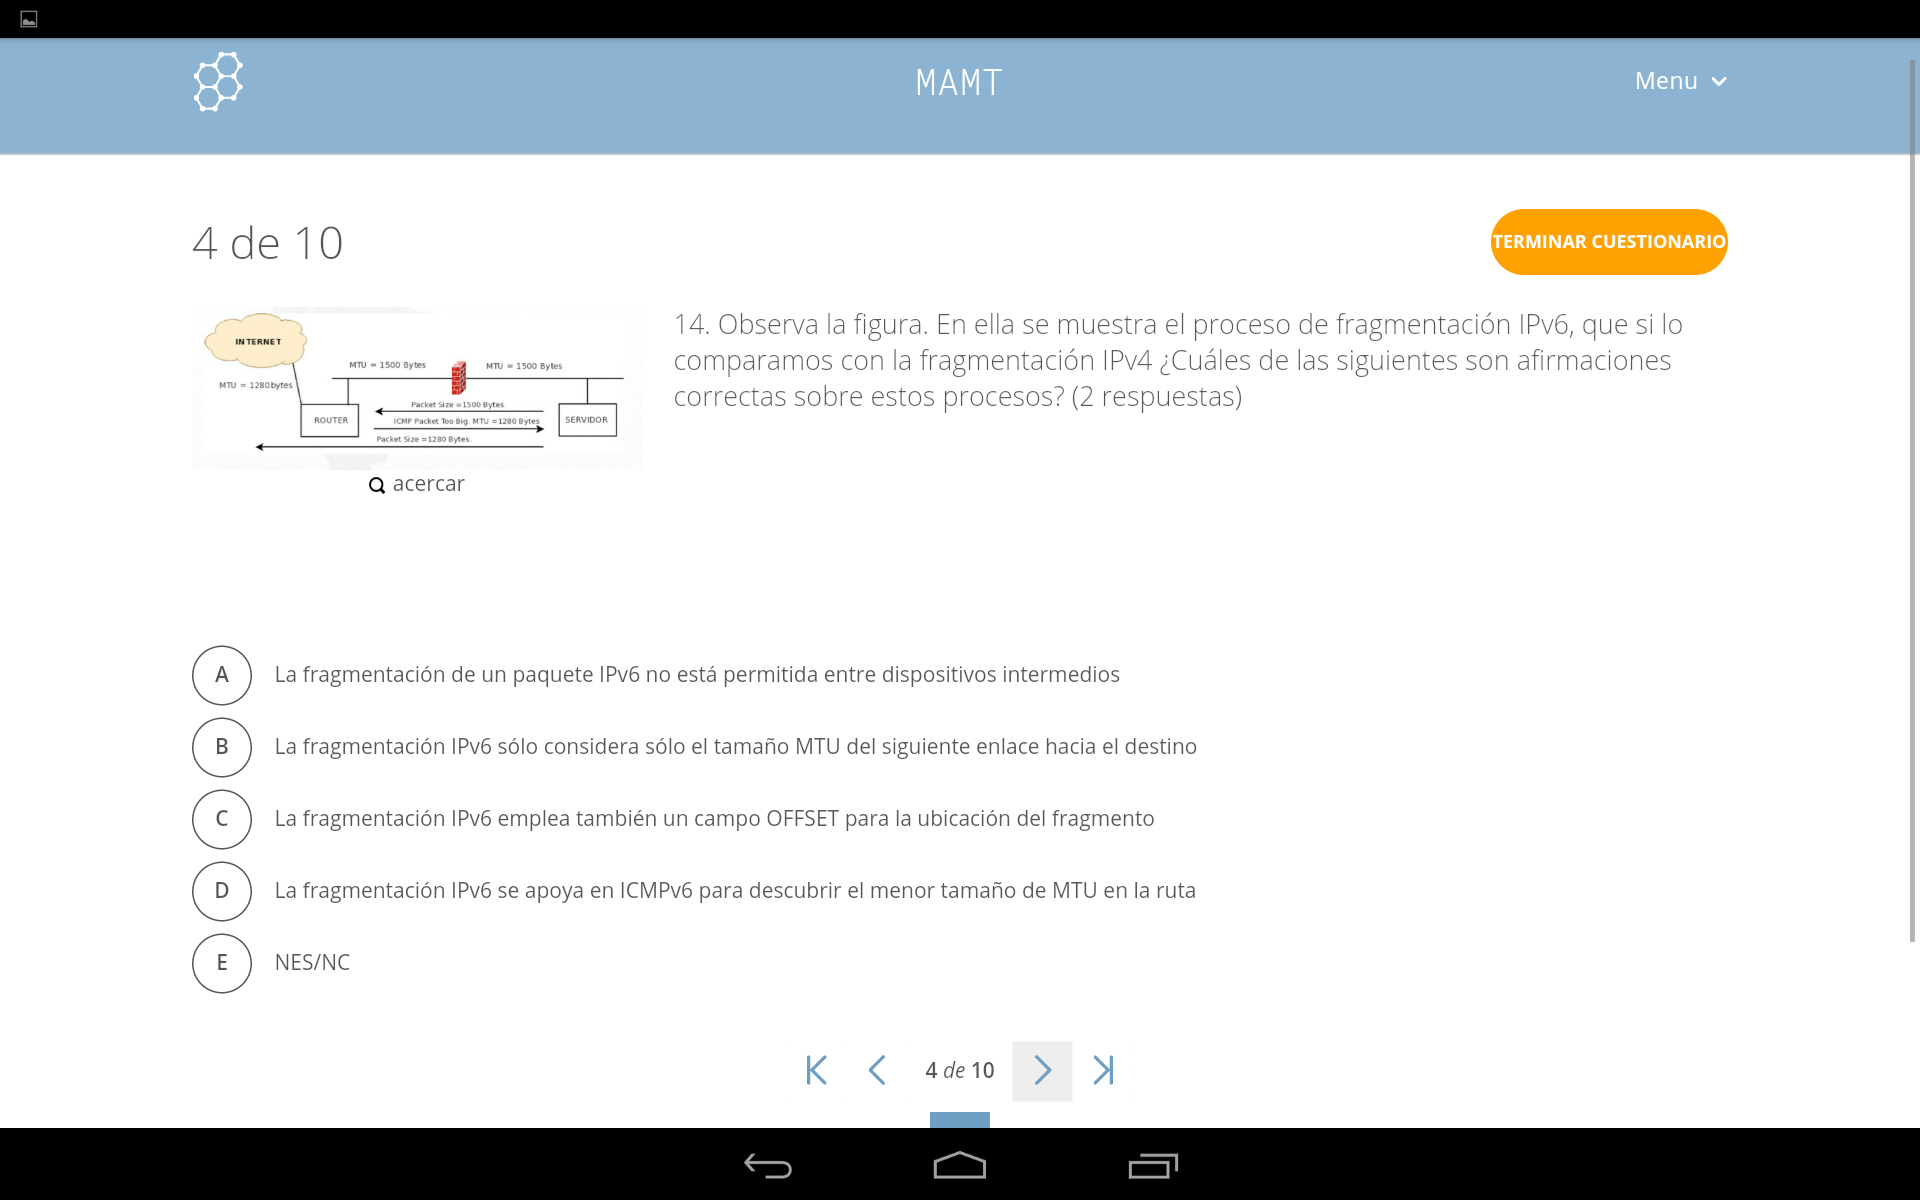 MAMT
Menu
4 de 10
TERMINAR CUESTIONARIO
INTERNET
MTU = 1500 Bytes
MTU = 1500 Bytes
MTU = 1280bytes
ROUTER
Packet Size =1500 Bytes.
ICMP Packet Too Big. MTU =1280 Bytes
Packet Size =1280 Bytes.
SERVIDOR
acercar
14. Observa la figura. En ella se muestra el proceso de fragmentación IPv6, que si lo
comparamos con la fragmentación IPv4 ¿Cuáles de las siguientes son afirmaciones
correctas sobre estos procesos? (2 respuestas)
A La fragmentación de un paquete IPv6 no está permitida entre dispositivos intermedios
B La fragmentación IPv6 sólo considera sólo el tamaño MTU del siguiente enlace hacia el destino
C La fragmentación IPv6 emplea también un campo OFFSET para la ubicación del fragmento
D La fragmentación IPv6 se apoya en ICMPv6 para descubrir el menor tamaño de MTU en la ruta
E NES/NC
4 de 10